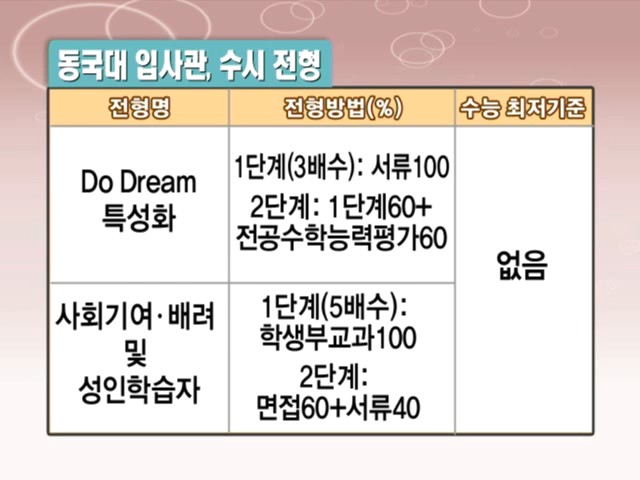 동국대 입사관, 수시 전형
전형명
전형방법(%)
수능 최저기준
Do Dream
특성화
1단계(3배수): 서류100
2단계: 1단계60+
전공수학능력평가60
없음
사회기여·배려
및
성인학습자
1단계(5배수):
학생부교과100
2단계:
면접60+서류40